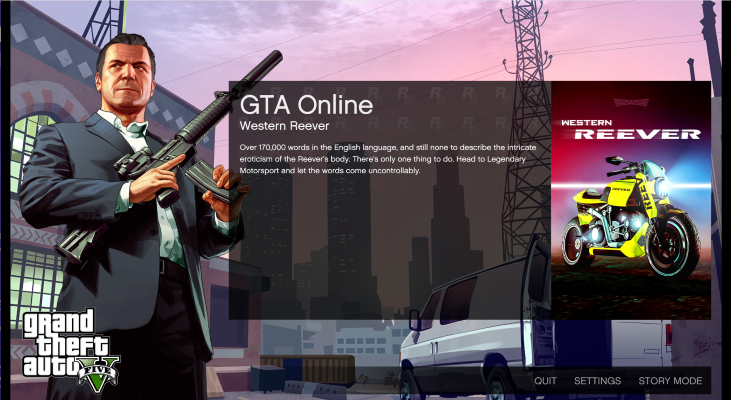 GTA Online
Western Reever
Over 170,000 words in the English language, and still none to describe the intricate
eroticism of the Reever's body. There's only one thing to do. Head to Legendary
Motorsport and let the words come uncontrollably.
WESTERN
REEVER
grand
theft
auto
V
FIVE
QUIT SETTINGS STORY MODE